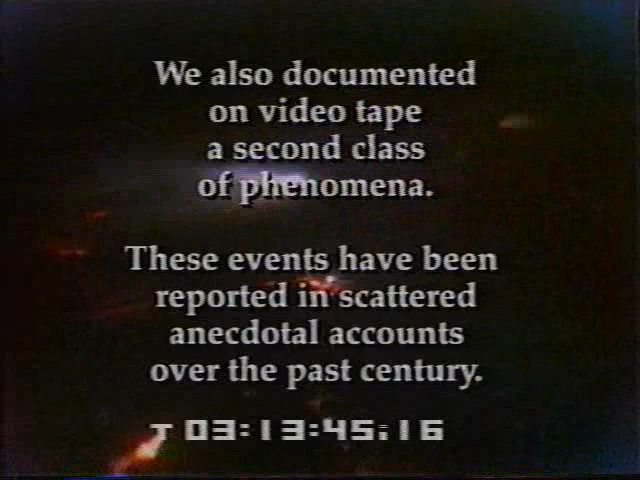 We also documented
on video tape
a second class
of phenomena.
These events have been
reported in scattered
anecdotal accounts
over the past century.
T 03:13:45.16